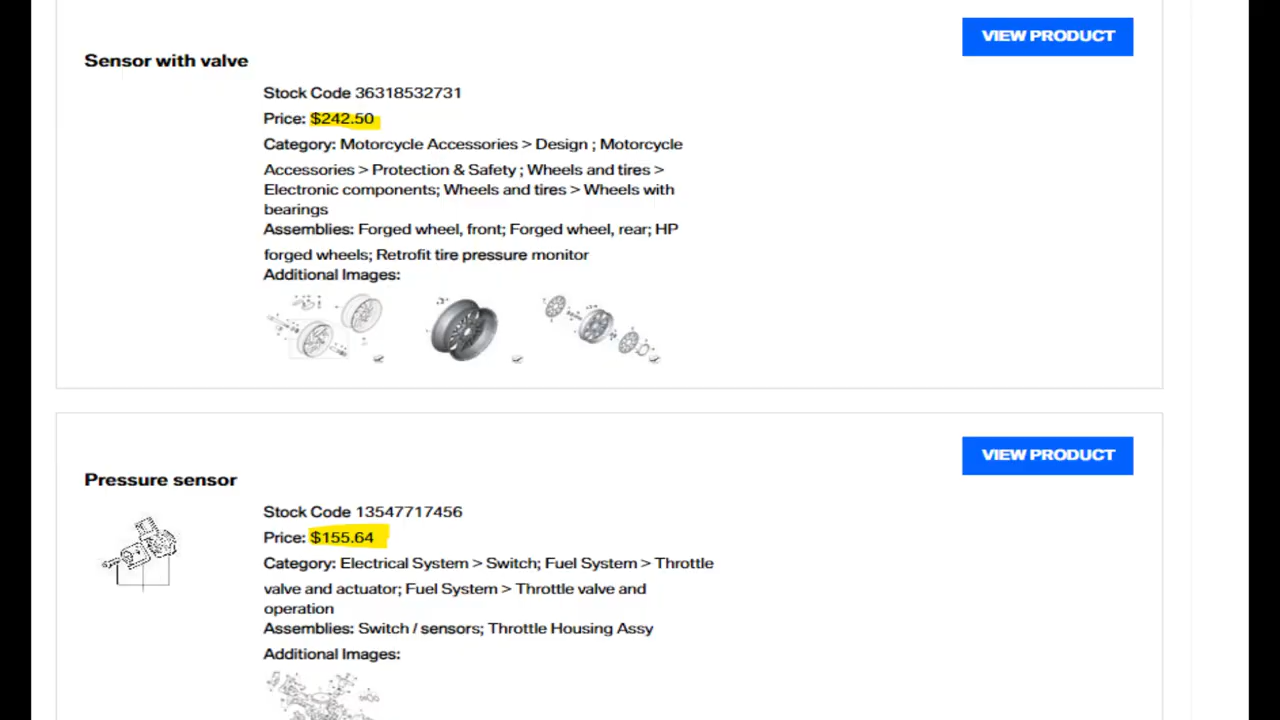 VIEW PRODUCT
Sensor with valve
Stock Code 36318532731
Price: $242.50
Category: Motorcycle Accessories > Design ; Motorcycle
Accessories > Protection & Safety ; Wheels and tires >
Electronic components; Wheels and tires > Wheels with
bearings
Assemblies: Forged wheel, front; Forged wheel, rear; HP
forged wheels; Retrofit tire pressure monitor
Additional Images:
VIEW PRODUCT
Pressure sensor
Stock Code 13547717456
Price: $155.64
Category: Electrical System > Switch; Fuel System > Throttle
valve and actuator; Fuel System > Throttle valve and
operation
Assemblies: Switch / sensors; Throttle Housing Assy
Additional Images: